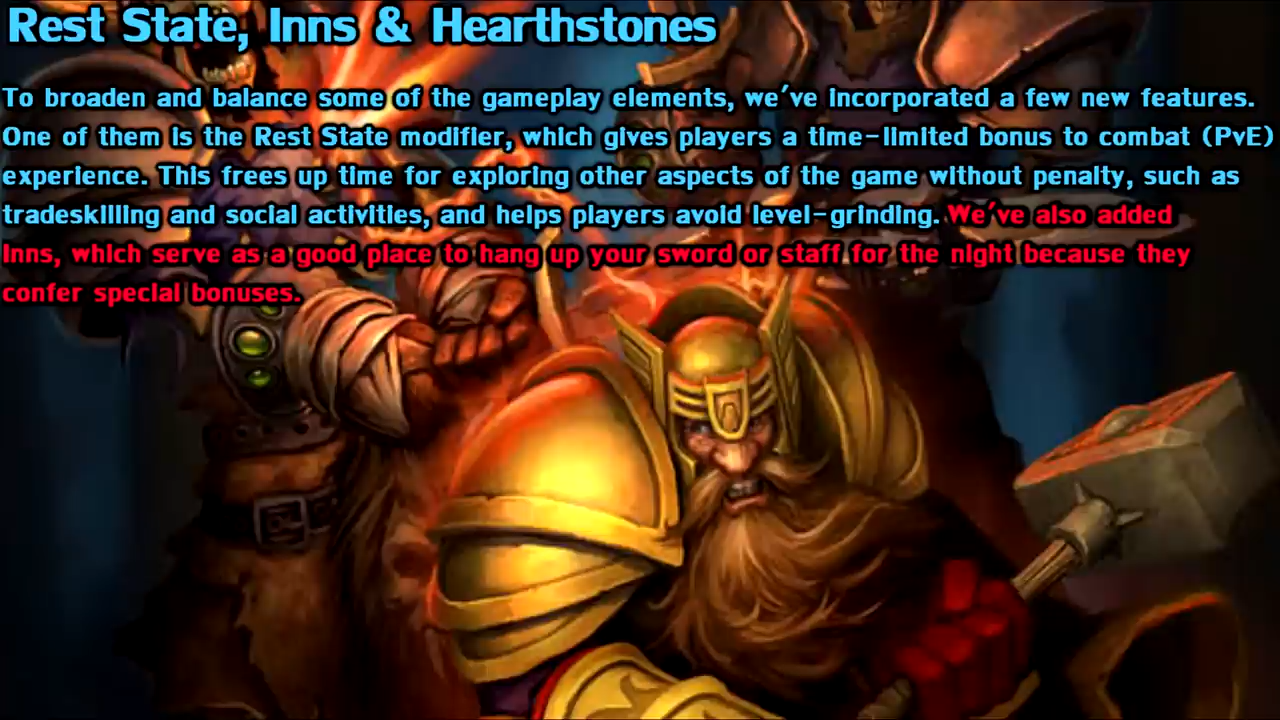 Rest State, Inns & Hearthstones
To broaden and balance some of the gameplay elements, we've incorporated a few new features.
One of them is the Rest State modifier, which gives players a time-limited bonus to combat (PvE)
experience. This frees up time for exploring other aspects of the game without penalty, such as
tradeskilling and social activities, and helps players avoid level-grinding. We've also added
Inns, which serve as a good place to hang up your sword or staff for the night because they
confer special bonuses.